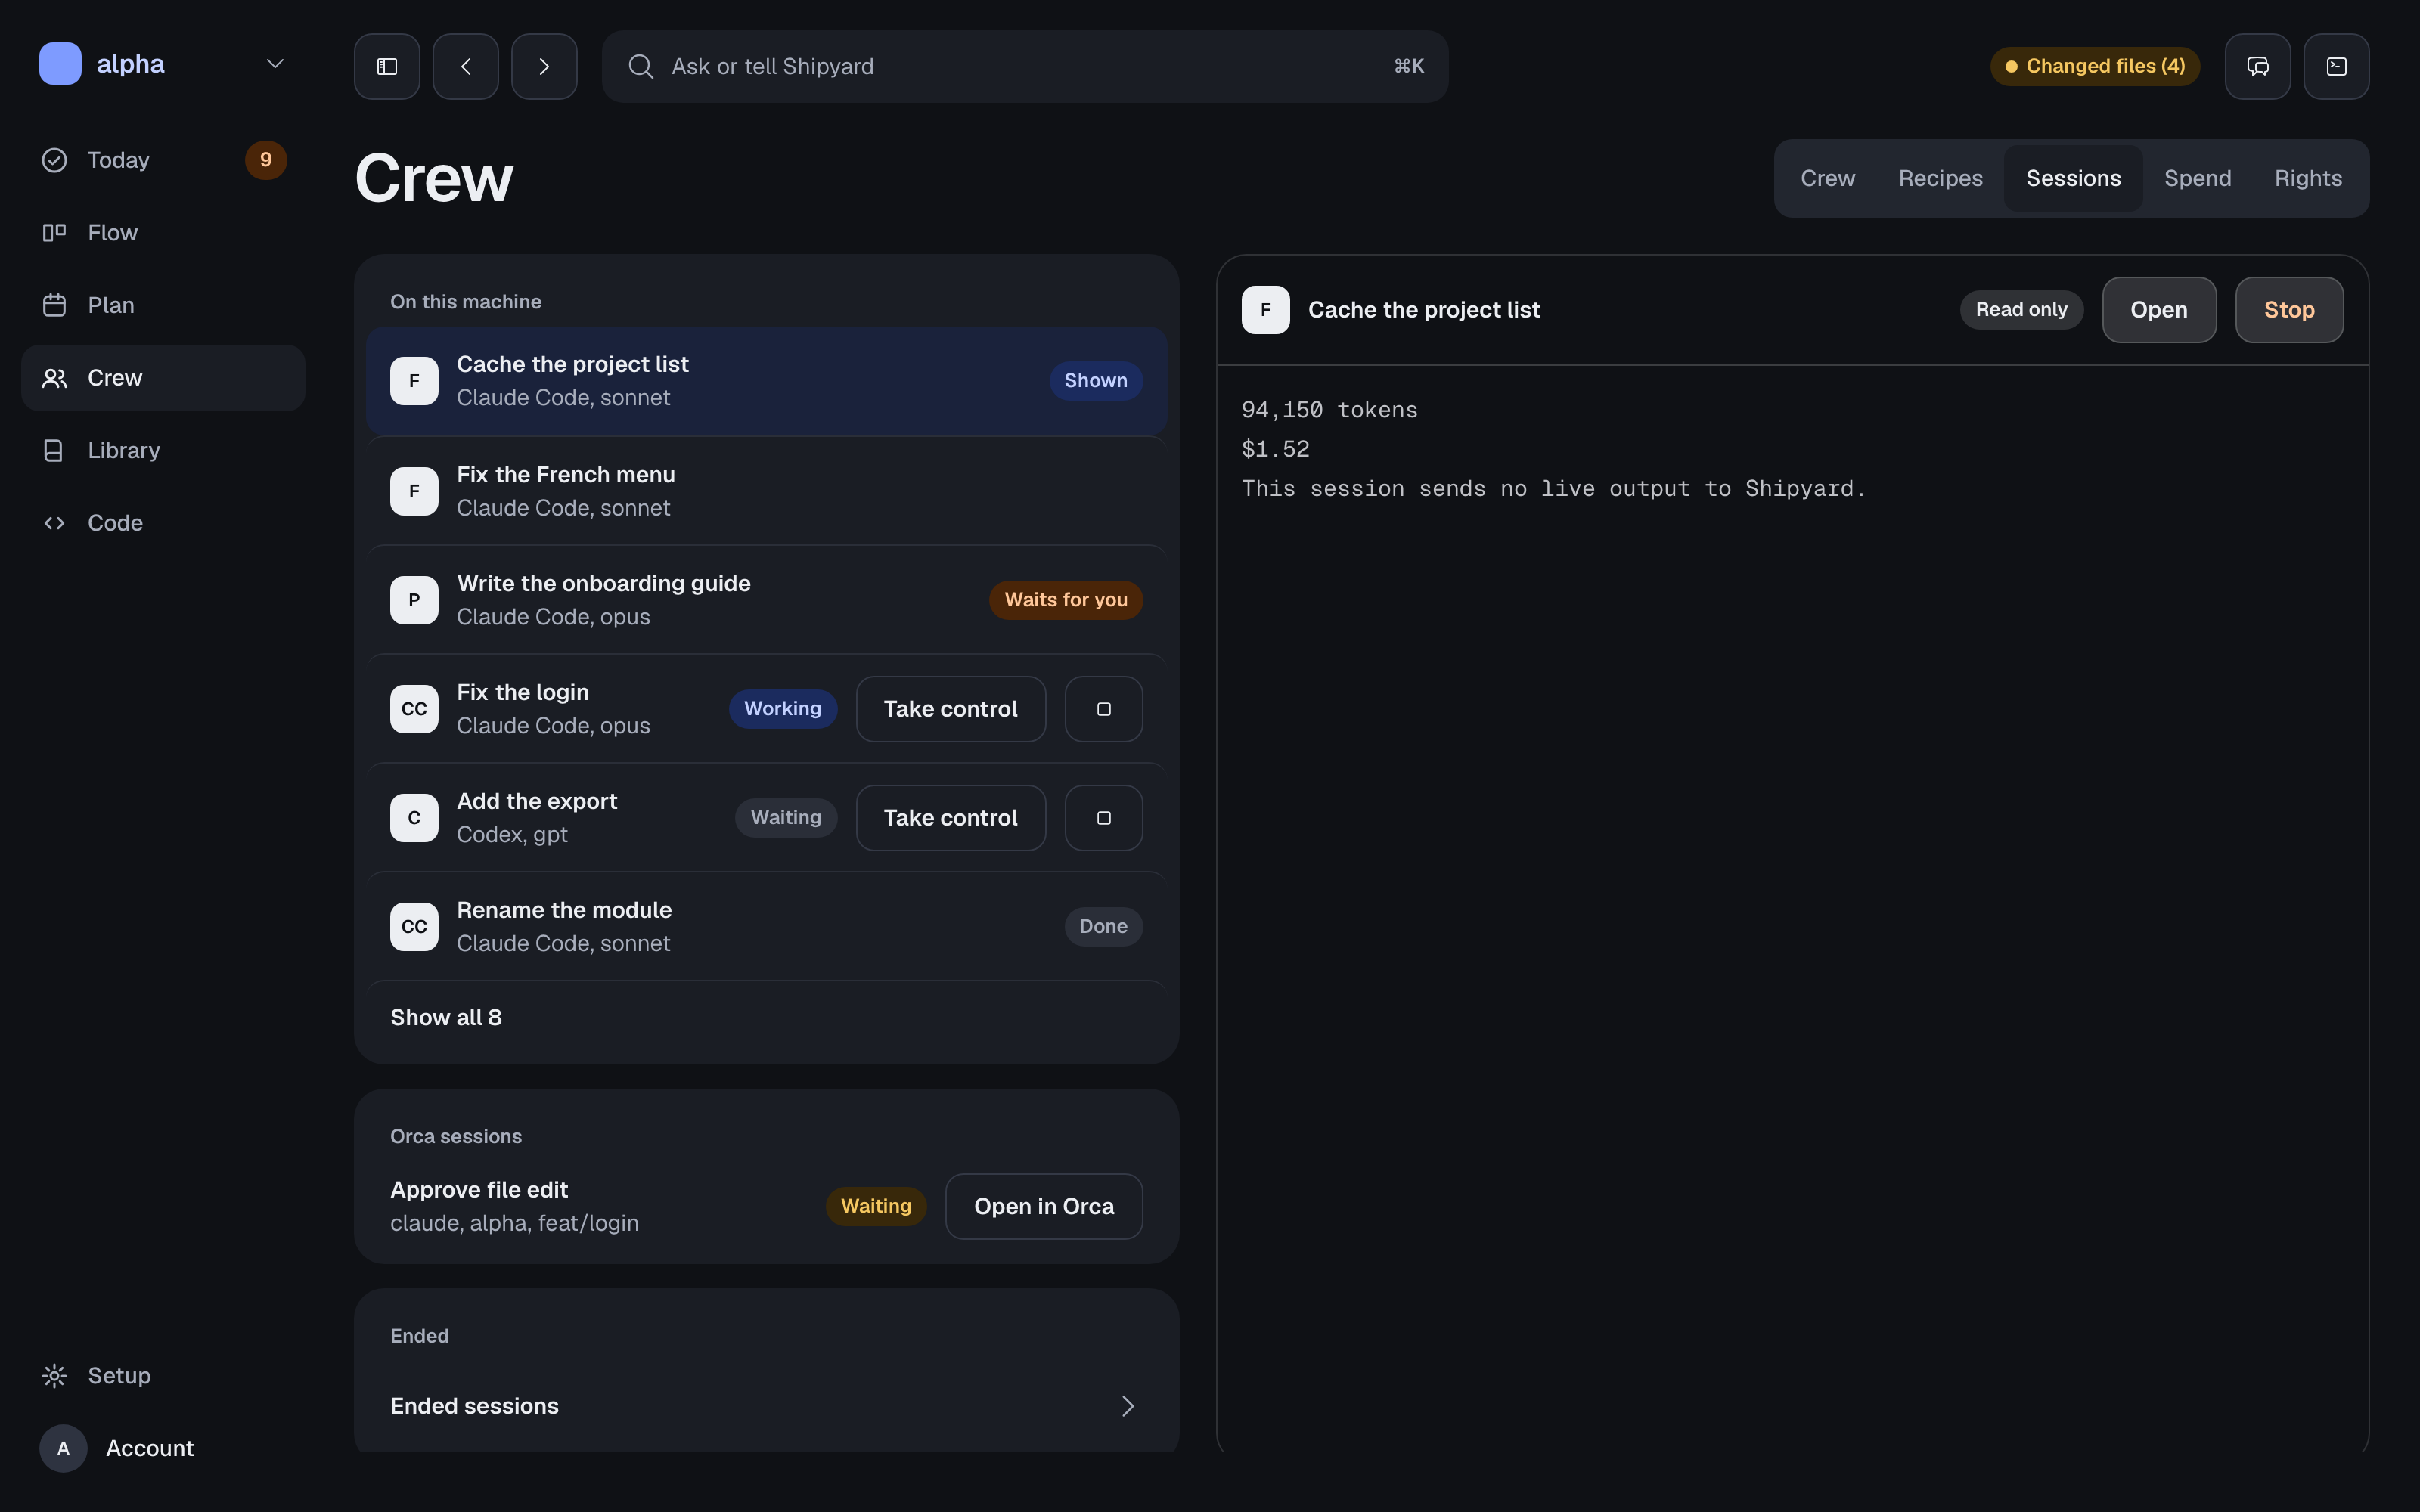 alpha
Ask or tell Shipyard
⌘K
Changed files (4)
Today
9
Flow
Plan
Crew
Library
Code
Setup
A
Account
Crew
Crew
Recipes
Sessions
Spend
Rights
On this machine
F
Cache the project list
Claude Code, sonnet
Shown
F
Fix the French menu
Claude Code, sonnet
P
Write the onboarding guide
Claude Code, opus
Waits for you
CC
Fix the login
Claude Code, opus
Working
Take control
C
Add the export
Codex, gpt
Waiting
Take control
CC
Rename the module
Claude Code, sonnet
Done
Show all 8
Orca sessions
Approve file edit
claude, alpha, feat/login
Waiting
Open in Orca
Ended
Ended sessions
F
Cache the project list
Read only
Open
Stop
94,150 tokens
$1.52
This session sends no live output to Shipyard.